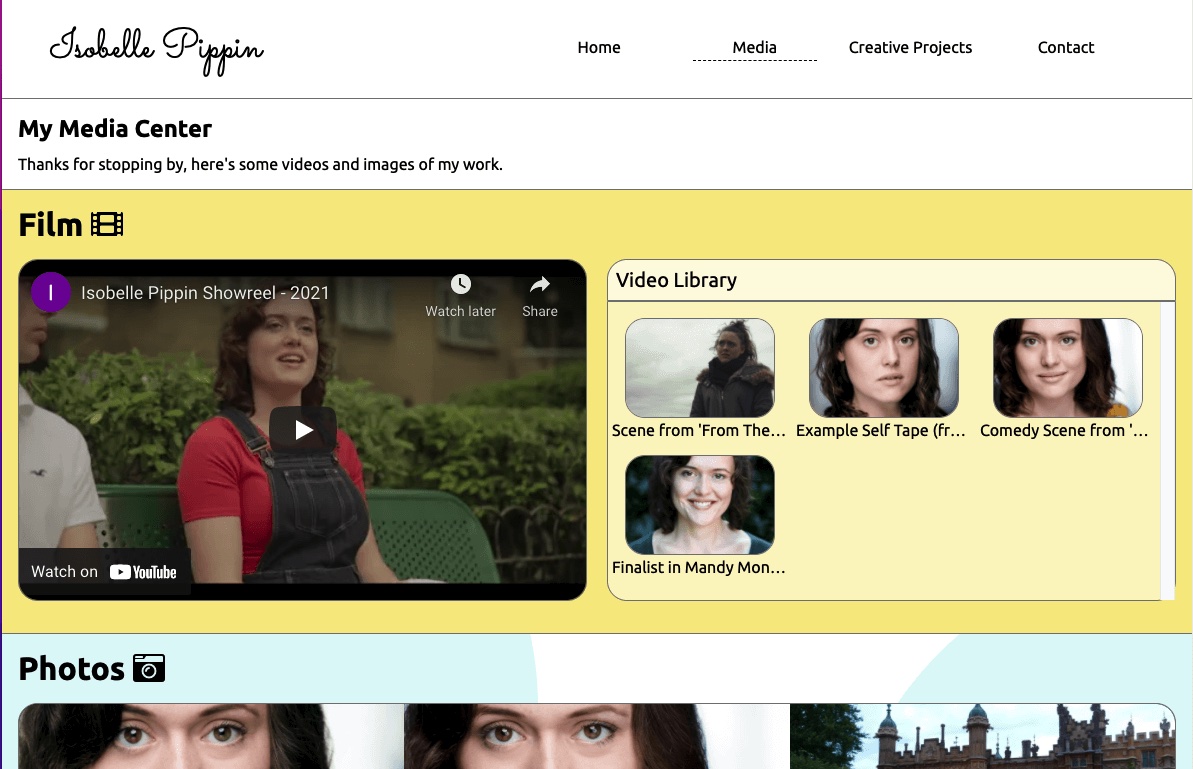 Isobelle Pippin
Home
Media
Creative Projects
Contact
My Media Center
Thanks for stopping by, here's some videos and images of my work.
Film
I
Isobelle Pippin Showreel - 2021
Watch later
Share
Watch on YouTube
Video Library
Scene from 'From The...
Example Self Tape (fr...
Comedy Scene from '...
Finalist in Mandy Mon...
Photos